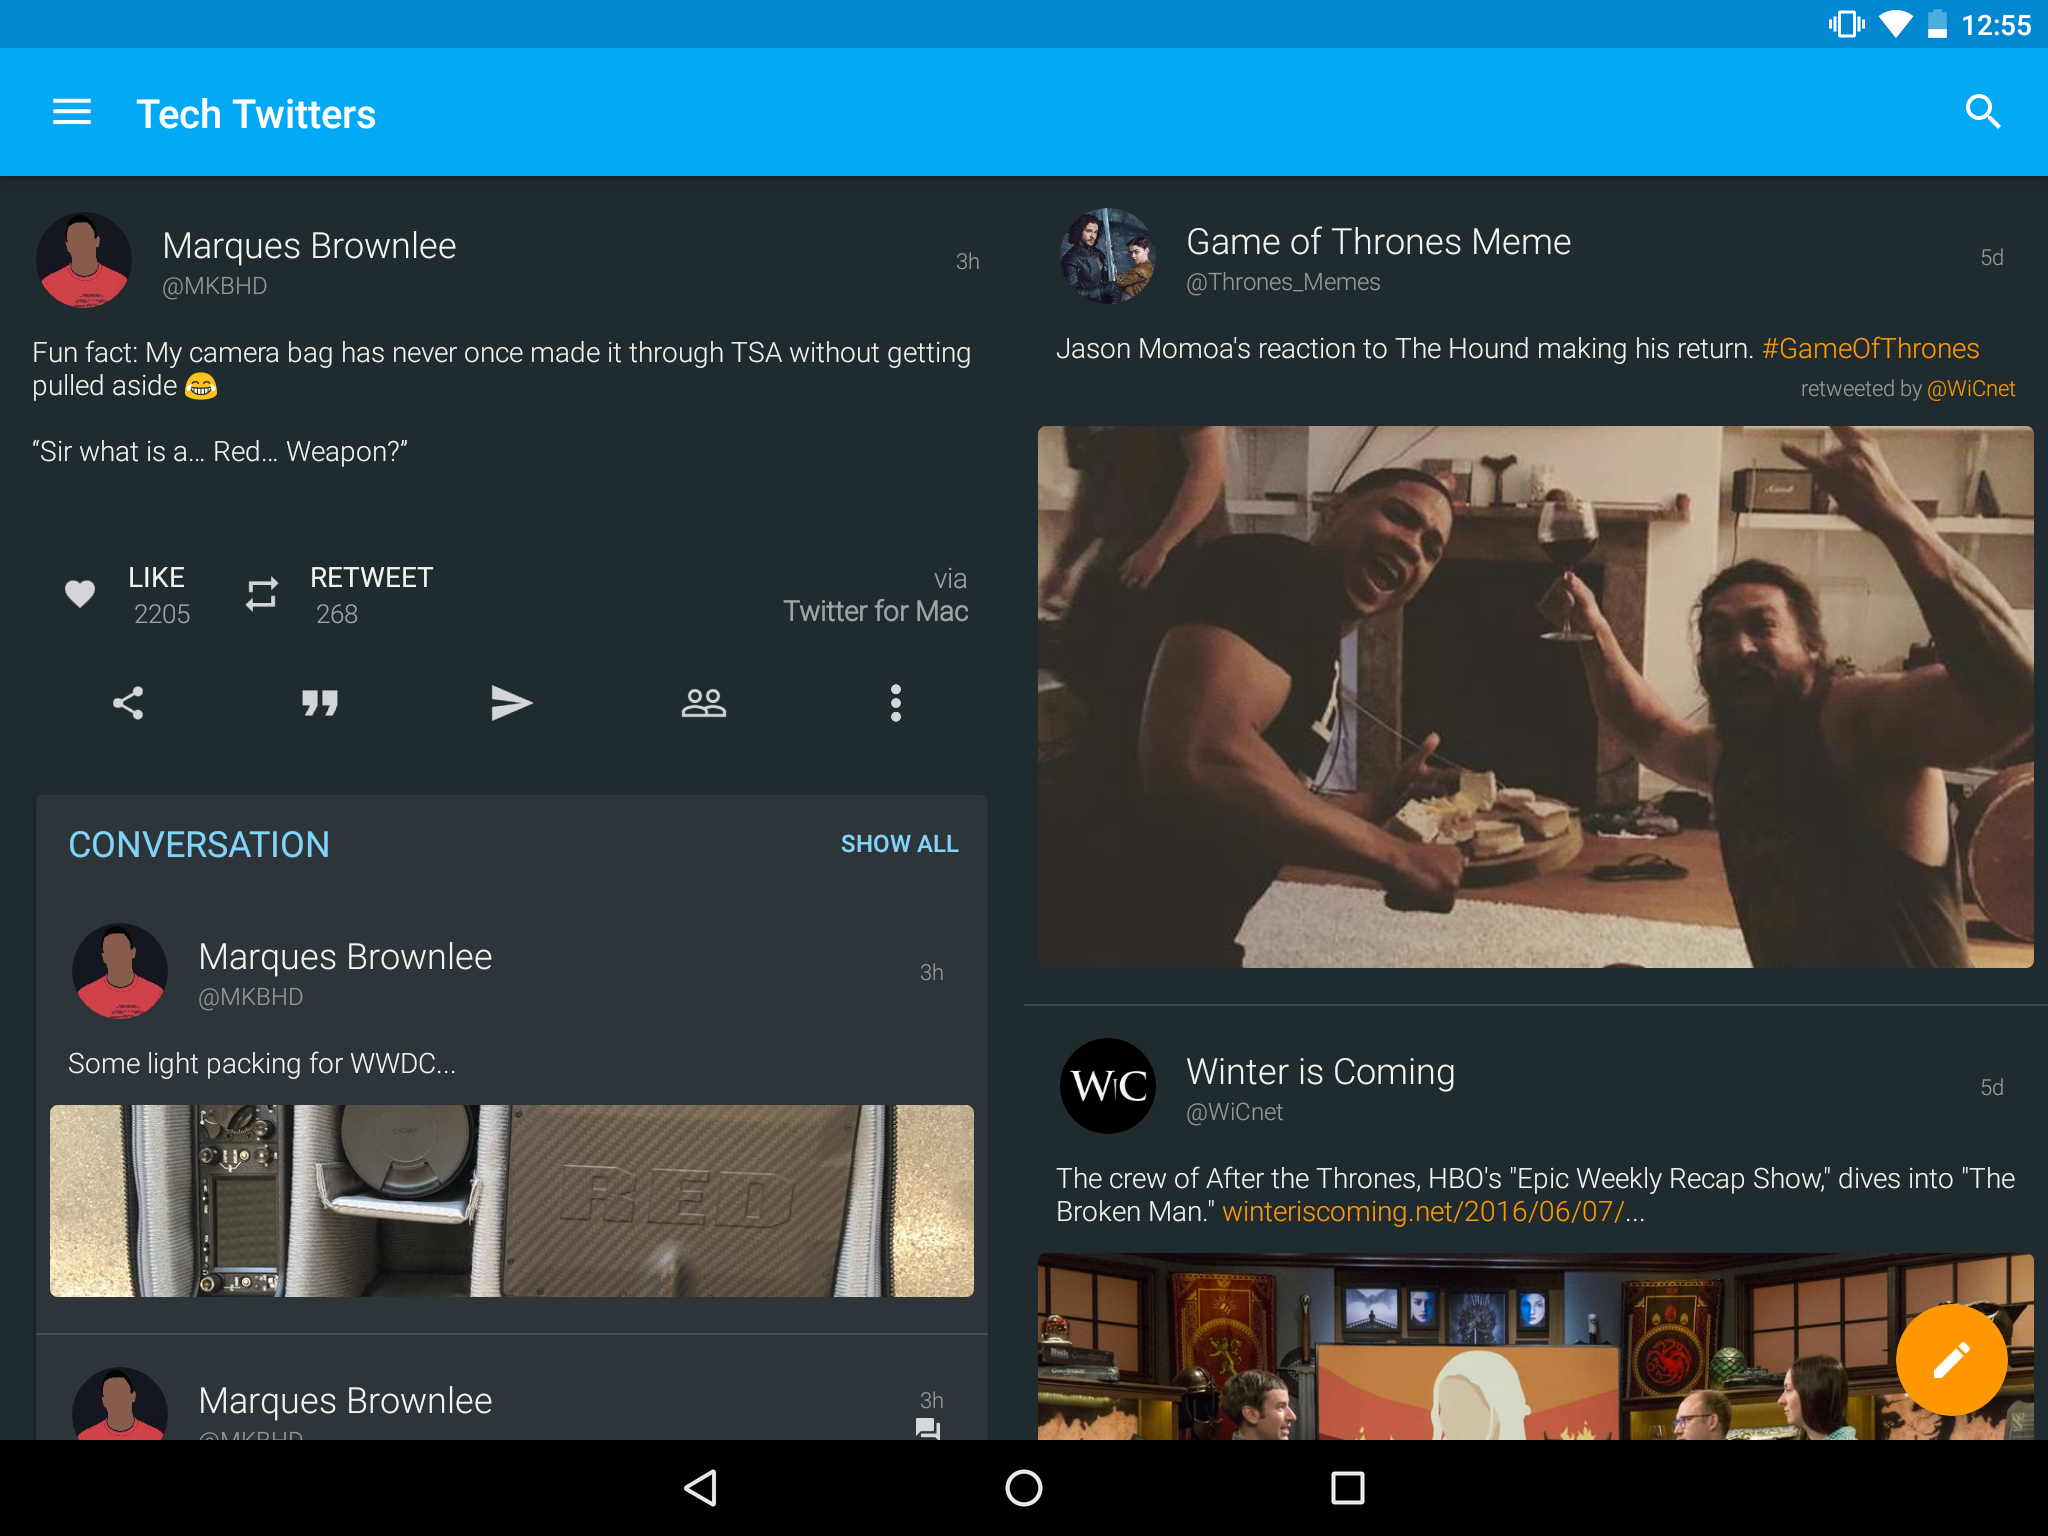 12:55
Tech Twitters
Marques Brownlee
@MKBHD
3h
Fun fact: My camera bag has never once made it through TSA without getting
pulled aside 😂
“Sir what is a... Red... Weapon?”
LIKE
2205
RETWEET
268
via
Twitter for Mac
CONVERSATION
SHOW ALL
Marques Brownlee
@MKBHD
3h
Some light packing for WWDC...
RED
Marques Brownlee
@MKBHD
3h
Game of Thrones Meme
@Thrones_Memes
5d
Jason Momoa's reaction to The Hound making his return. #GameOfThrones
retweeted by @WiCnet
Winter is Coming
@WiCnet
5d
WiC
The crew of After the Thrones, HBO's "Epic Weekly Recap Show," dives into "The
Broken Man." winteriscoming.net/2016/06/07/...